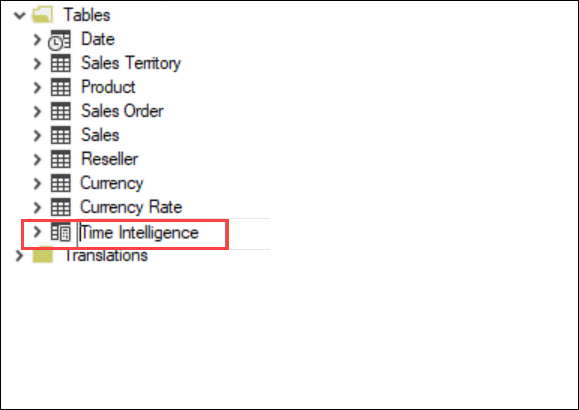 Tables
Date
Sales Territory
Product
Sales Order
Sales
Reseller
Currency
Currency Rate
Time Intelligence
Translations